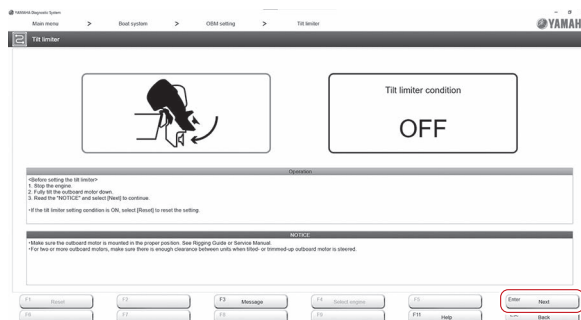 YAMAHA Diagnostic System
Main menu > Boat system > OBM setting > Tilt limiter
YAMAH
Tilt limiter
Tilt limiter condition
OFF
Operation
<Before setting the tilt limiter>
1. Stop the engine.
2. Fully tilt the outboard motor down.
3. Read the "NOTICE" and select [Next] to continue.
・If the tilt limiter setting condition is ON, select [Reset] to reset the setting.
NOTICE
・Make sure the outboard motor is mounted in the proper position. See Rigging Guide or Service Manual.
・For two or more outboard motors, make sure there is enough clearance between units when tilted- or trimmed-up outboard motor is steered.
F1 Reset F2 F3 Message F4 Select engine F5 Enter Next
F6 F7 F8 F9 F11 Help Back